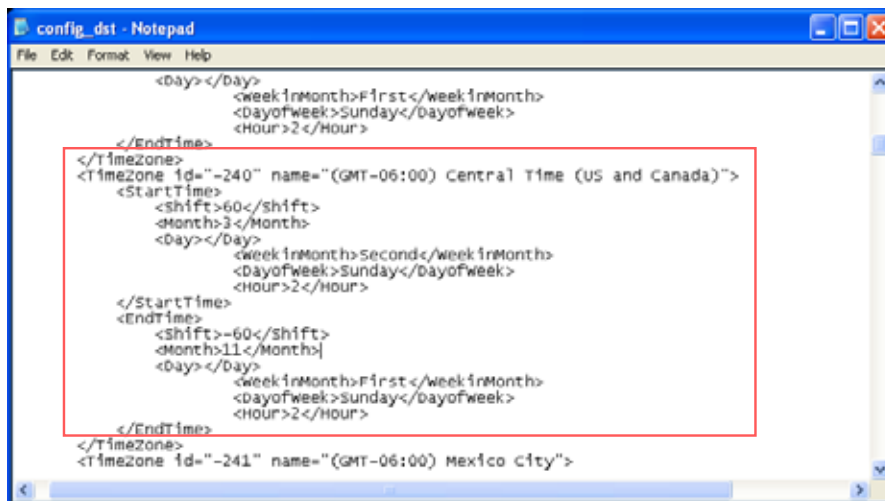 config_dst - Notepad
File Edit Format View Help
<Day></Day>
<WeekinMonth>First</WeekinMonth>
<DayofWeek>Sunday</DayofWeek>
<Hour>2</Hour>
</EndTime>
</TimeZone>
<TimeZone id="-240" name="(GMT-06:00) Central Time (US and Canada)">
<StartTime>
<Shift>60</Shift>
<Month>3</Month>
<Day></Day>
<WeekinMonth>Second</WeekinMonth>
<DayofWeek>Sunday</DayofWeek>
<Hour>2</Hour>
</StartTime>
<EndTime>
<Shift>-60</Shift>
<Month>11</Month>
<Day></Day>
<WeekinMonth>First</WeekinMonth>
<DayofWeek>Sunday</DayofWeek>
<Hour>2</Hour>
</EndTime>
</TimeZone>
<TimeZone id="-241" name="(GMT-06:00) Mexico City">